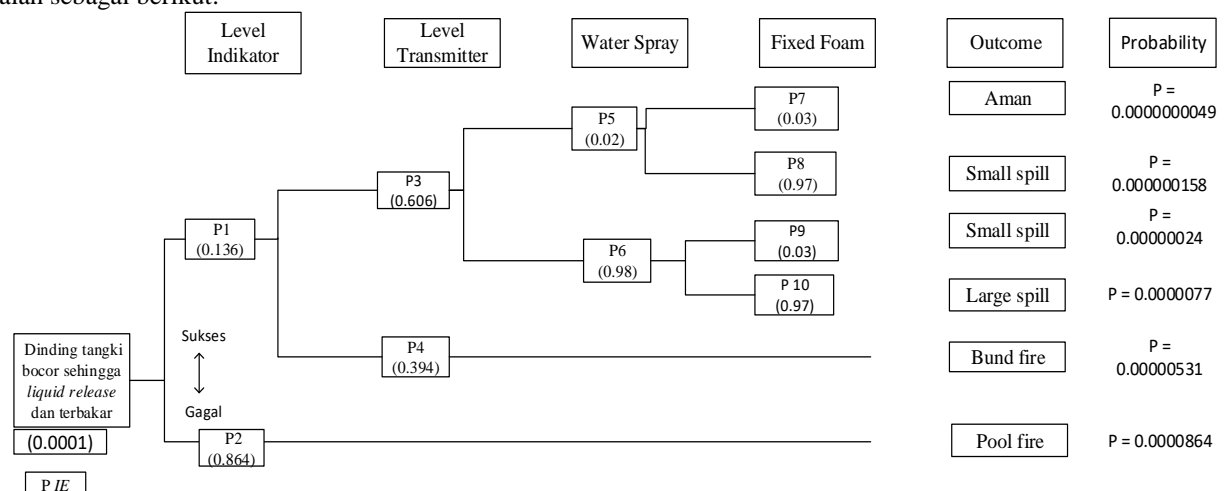 alah sebagai berikut:
Level
Indikator
Level
Transmitter
Water Spray
Fixed Foam
Outcome
Probability
P7
(0.03)
Aman
P =
0.0000000049
P5
(0.02)
P8
(0.97)
Small spill
P =
0.000000158
P3
(0.606)
P1
(0.136)
P9
(0.03)
Small spill
P =
0.00000024
P6
(0.98)
P 10
(0.97)
Large spill
P = 0.0000077
Sukses
Gagal
Dinding tangki
bocor sehingga
liquid release
dan terbakar
(0.0001)
P IE
P4
(0.394)
Bund fire
P =
0.00000531
P2
(0.864)
Pool fire
P = 0.0000864